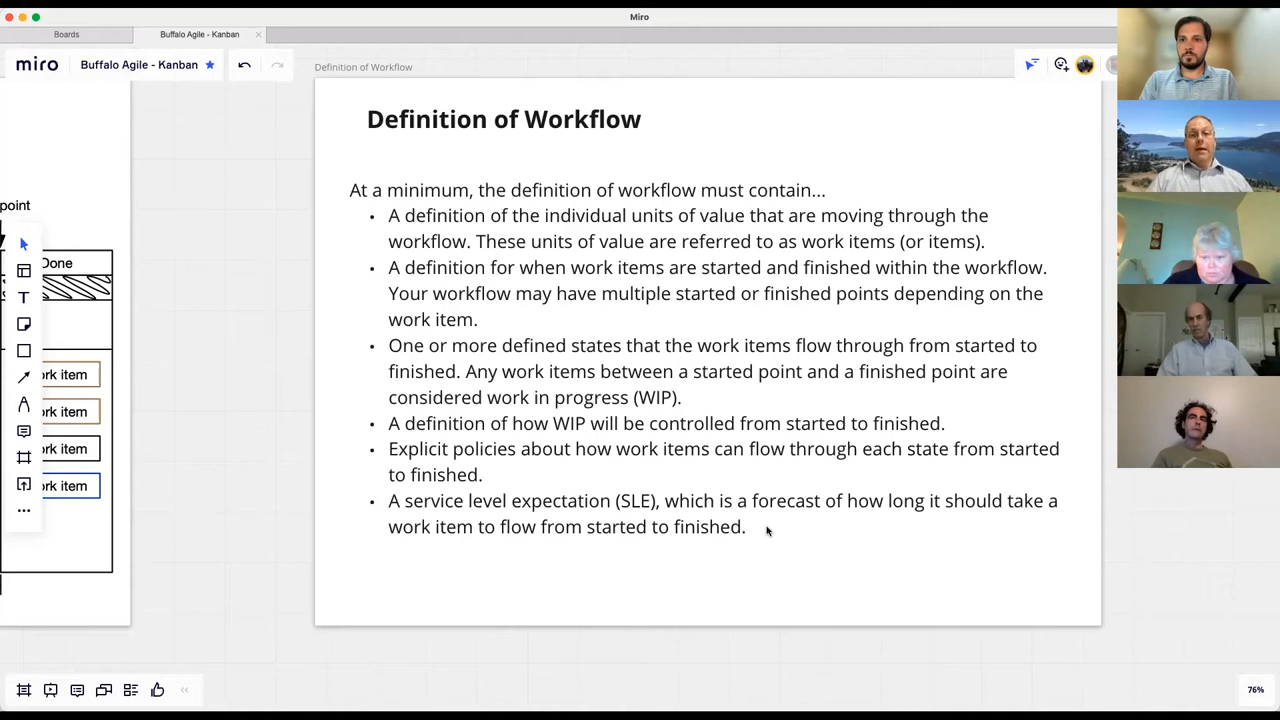 Miro
Boards
Buffalo Agile - Kanban
miro
Buffalo Agile - Kanban
Definition of Workflow
Definition of Workflow
At a minimum, the definition of workflow must contain...
• A definition of the individual units of value that are moving through the
workflow. These units of value are referred to as work items (or items).
• A definition for when work items are started and finished within the workflow.
Your workflow may have multiple started or finished points depending on the
work item.
• One or more defined states that the work items flow through from started to
finished. Any work items between a started point and a finished point are
considered work in progress (WIP).
• A definition of how WIP will be controlled from started to finished.
• Explicit policies about how work items can flow through each state from started
to finished.
• A service level expectation (SLE), which is a forecast of how long it should take a
work item to flow from started to finished.
point
Done
ork item
ork item
ork item
ork item
76%